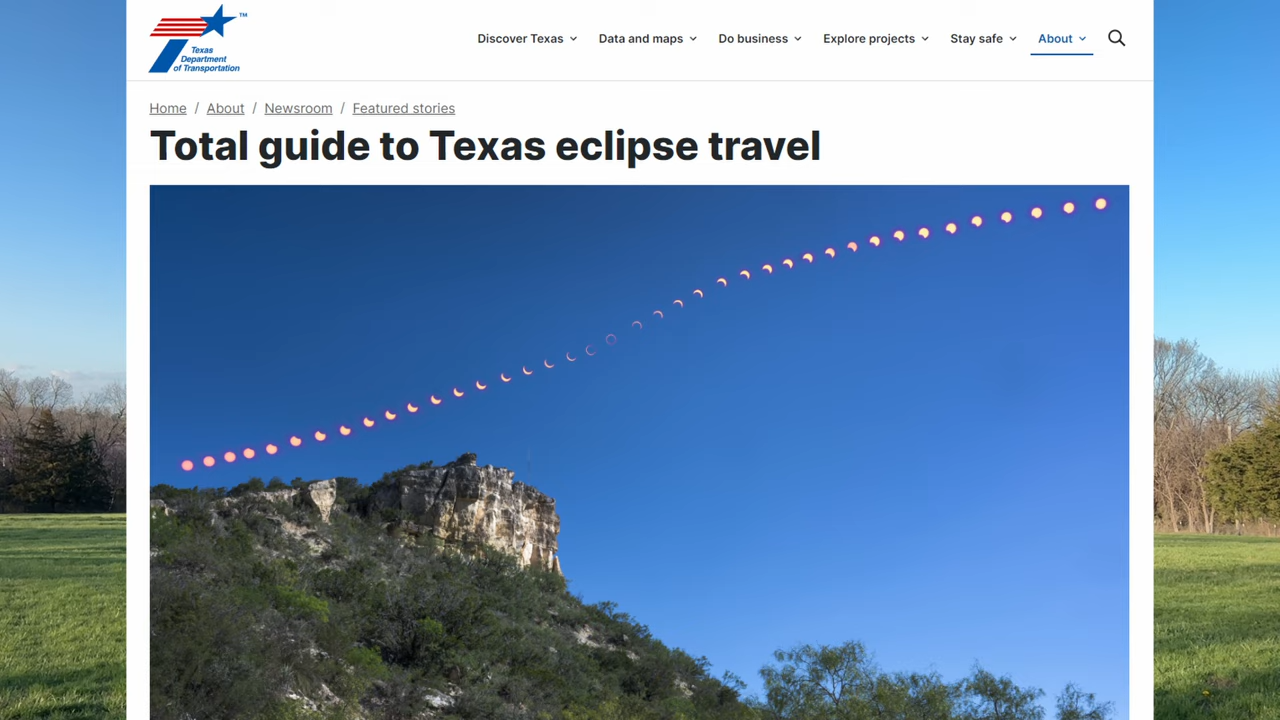 TM
Texas
Department
of Transportation
Discover Texas Data and maps Do business Explore projects Stay safe About
Home / About / Newsroom / Featured stories
Total guide to Texas eclipse travel